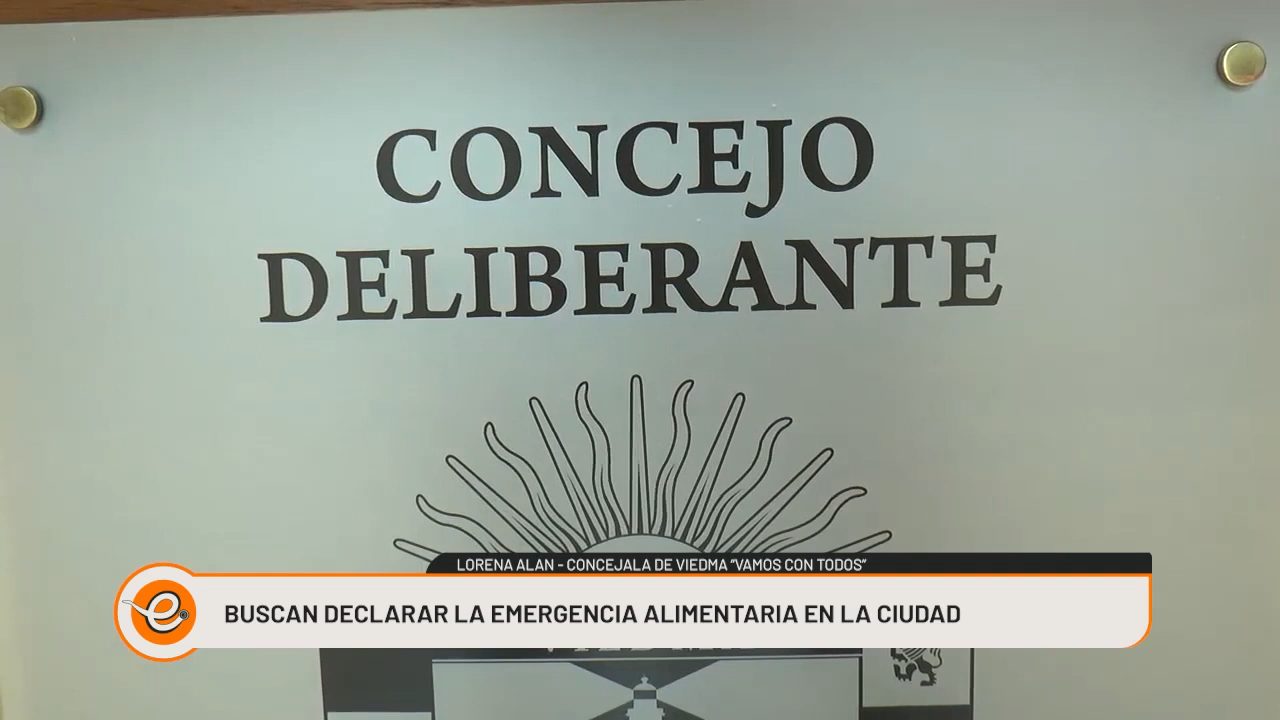 CONCEJO
DELIBERANTE
LORENA ALAN - CONCEJALA DE VIEDMA "VAMOS CON TODOS"
BUSCAN DECLARAR LA EMERGENCIA ALIMENTARIA EN LA CIUDAD